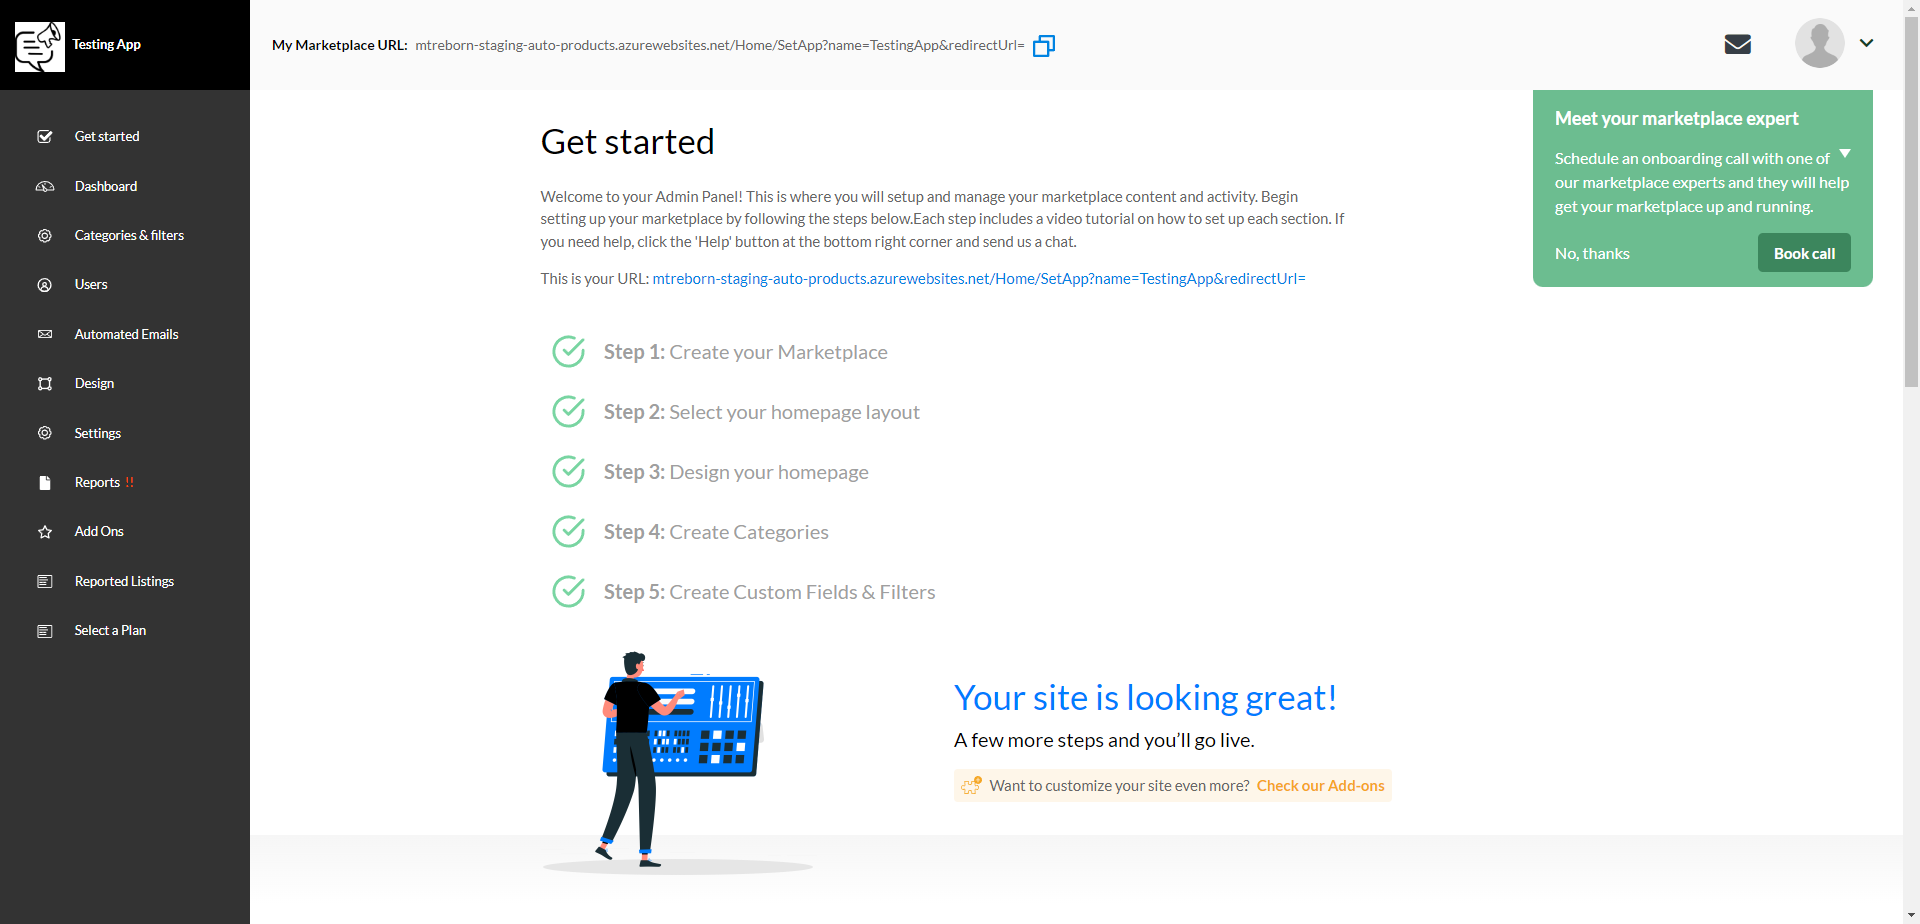 Testing App
My Marketplace URL: mtreborn-staging-auto-products.azurewebsites.net/Home/SetApp?name=TestingApp&redirectUrl=
Get started
Dashboard
Categories & filters
Users
Automated Emails
Design
Settings
Reports !!
Add Ons
Reported Listings
Select a Plan
Get started
Welcome to your Admin Panel! This is where you will setup and manage your marketplace content and activity. Begin
setting up your marketplace by following the steps below.Each step includes a video tutorial on how to set up each section. If
you need help, click the 'Help' button at the bottom right corner and send us a chat.
This is your URL: mtreborn-staging-auto-products.azurewebsites.net/Home/SetApp?name=TestingApp&redirectUrl=
Step 1: Create your Marketplace
Step 2: Select your homepage layout
Step 3: Design your homepage
Step 4: Create Categories
Step 5: Create Custom Fields & Filters
Your site is looking great!
A few more steps and you’ll go live.
Want to customize your site even more? Check our Add-ons
Meet your marketplace expert
Schedule an onboarding call with one of
our marketplace experts and they will help
get your marketplace up and running.
No, thanks
Book call